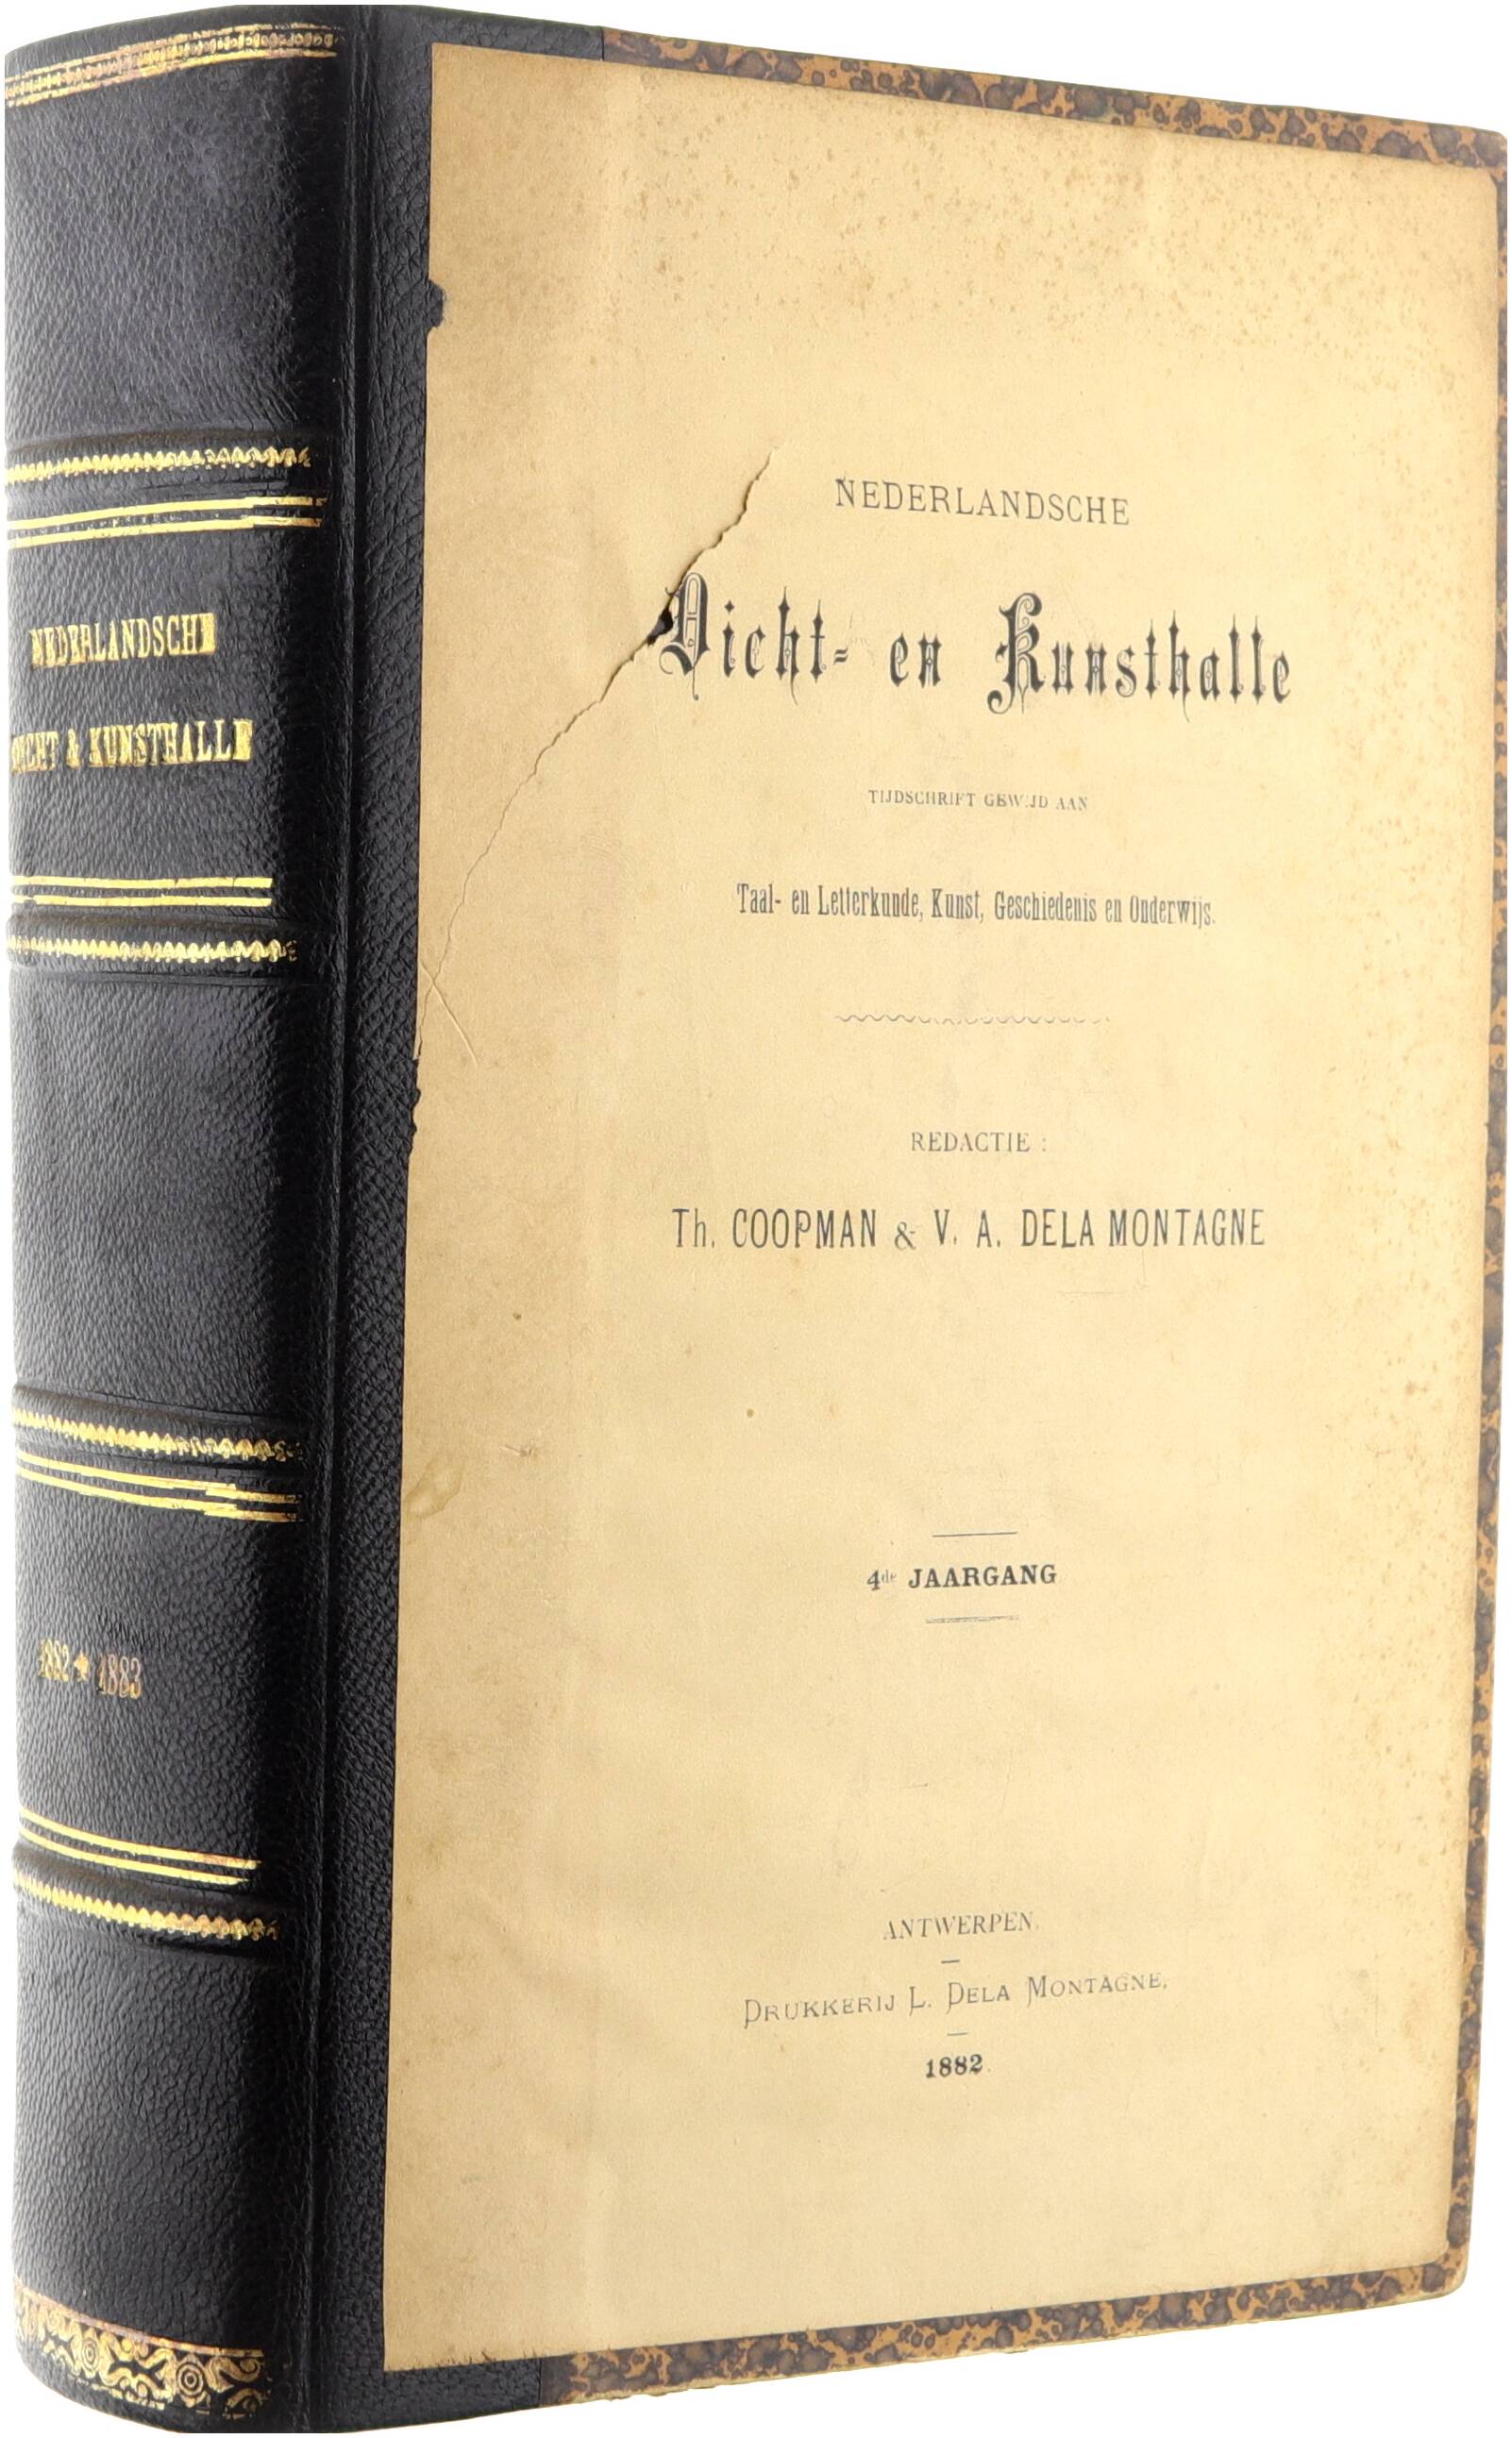 NEDERLANDSCHE
DICHT & KUNSTHALLE
1882 1883
NEDERLANDSCHE
Dicht- en Kunsthalle
TIJDSCHRIFT GEWIJD AAN
Taal- en Letterkunde, Kunst, Geschiedenis en Onderwijs.
REDACTIE :
Th. COOPMAN & V. A. DELA MONTAGNE
4de JAARGANG
ANTWERPEN.
DRUKKERIJ L. DELA MONTAGNE.
1882